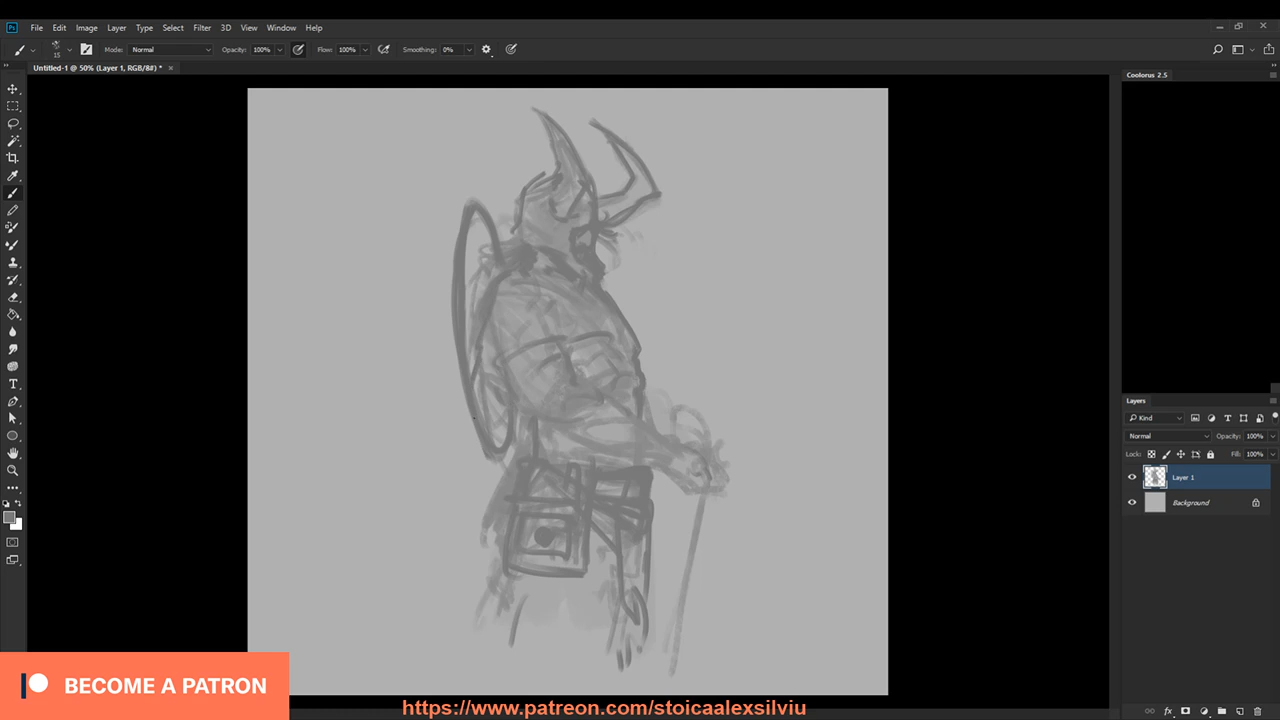 Ps File Edit Image Layer Type Select Filter 3D View Window Help
15 Mode: Normal Opacity: 100% Flow: 100% Smoothing: 0%
Untitled-1 @ 50% (Layer 1, RGB/8#) *
Coolorus 2.5
Layers
Kind
Normal Opacity: 100%
Lock: Fill: 100%
Layer 1
Background
BECOME A PATRON
https://www.patreon.com/stoicaalexsilviu